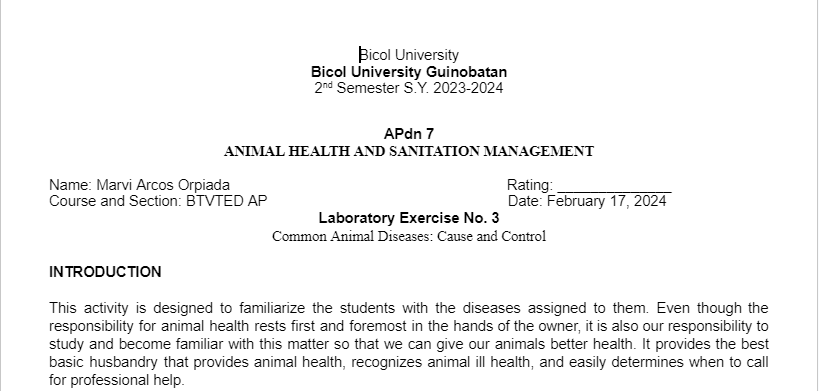 Bicol University
Bicol University Guinobatan
2nd Semester S.Y. 2023-2024
APdn 7
ANIMAL HEALTH AND SANITATION MANAGEMENT
Name: Marvi Arcos Orpiada Rating: ______________
Course and Section: BTVTED AP Date: February 17, 2024
Laboratory Exercise No. 3
Common Animal Diseases: Cause and Control
INTRODUCTION
This activity is designed to familiarize the students with the diseases assigned to them. Even though the
responsibility for animal health rests first and foremost in the hands of the owner, it is also our responsibility to
study and become familiar with this matter so that we can give our animals better health. It provides the best
basic husbandry that provides animal health, recognizes animal ill health, and easily determines when to call
for professional help.